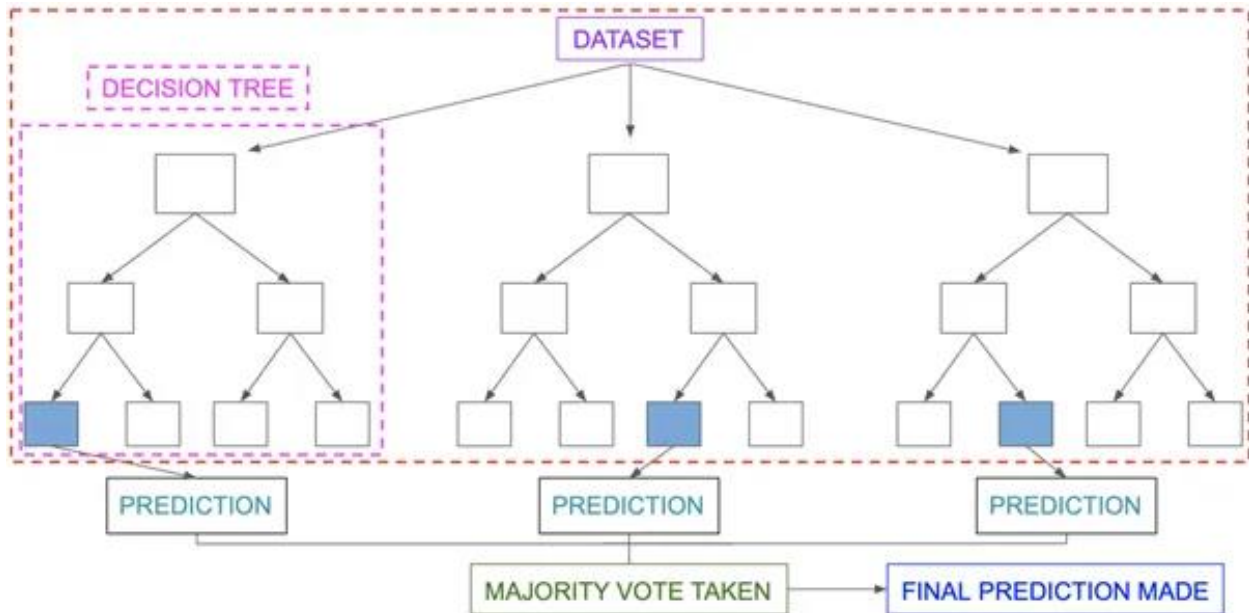 DATASET
DECISION TREE
PREDICTION
PREDICTION
PREDICTION
MAJORITY VOTE TAKEN
FINAL PREDICTION MADE